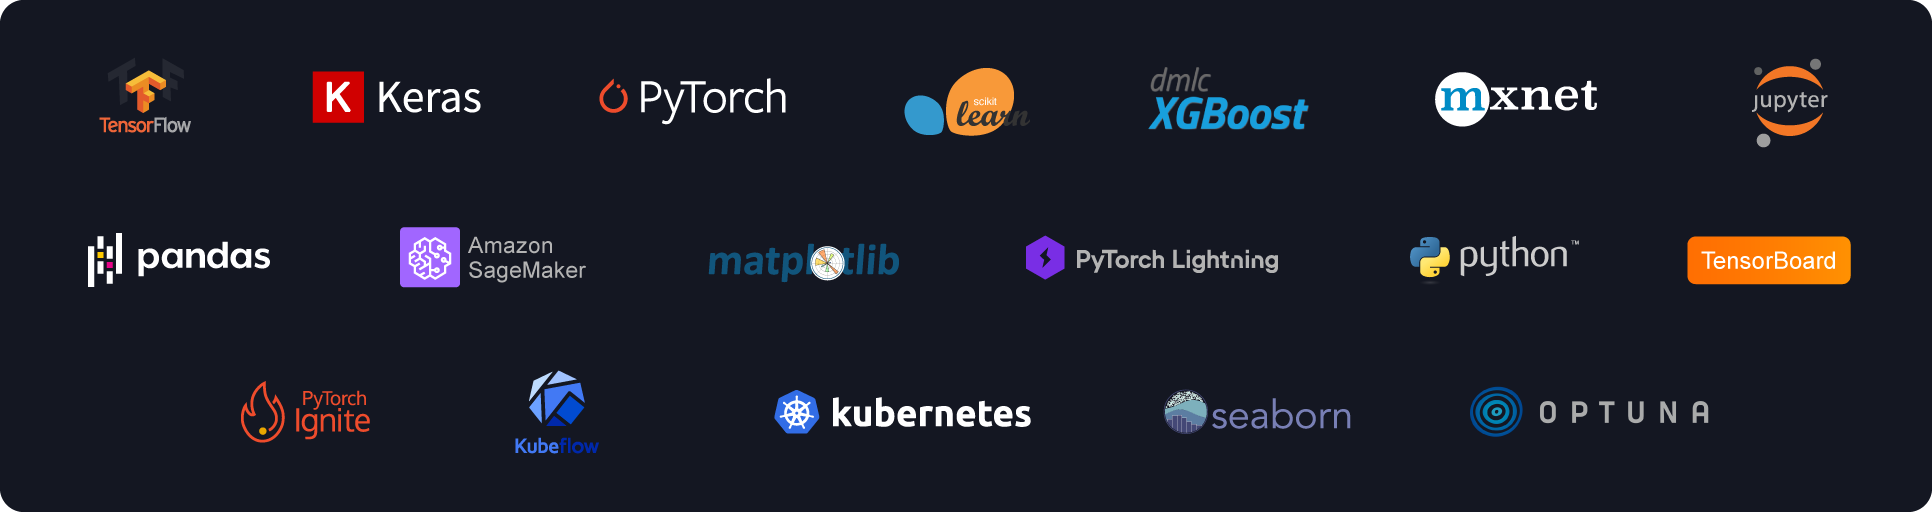 TensorFlow
K Keras
PyTorch
scikit
learn
dmlc
XGBoost
mxnet
jupyter
pandas
Amazon
SageMaker
matplotlib
PyTorch Lightning
python™
TensorBoard
PyTorch
Ignite
Kubeflow
kubernetes
seaborn
OPTUNA